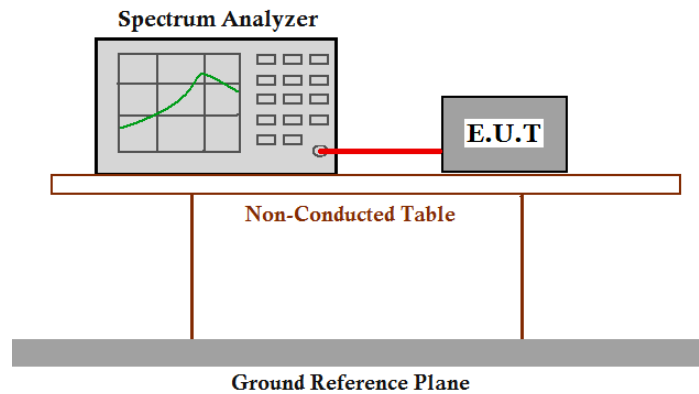 Spectrum Analyzer
E.U.T
Non-Conducted Table
Ground Reference Plane